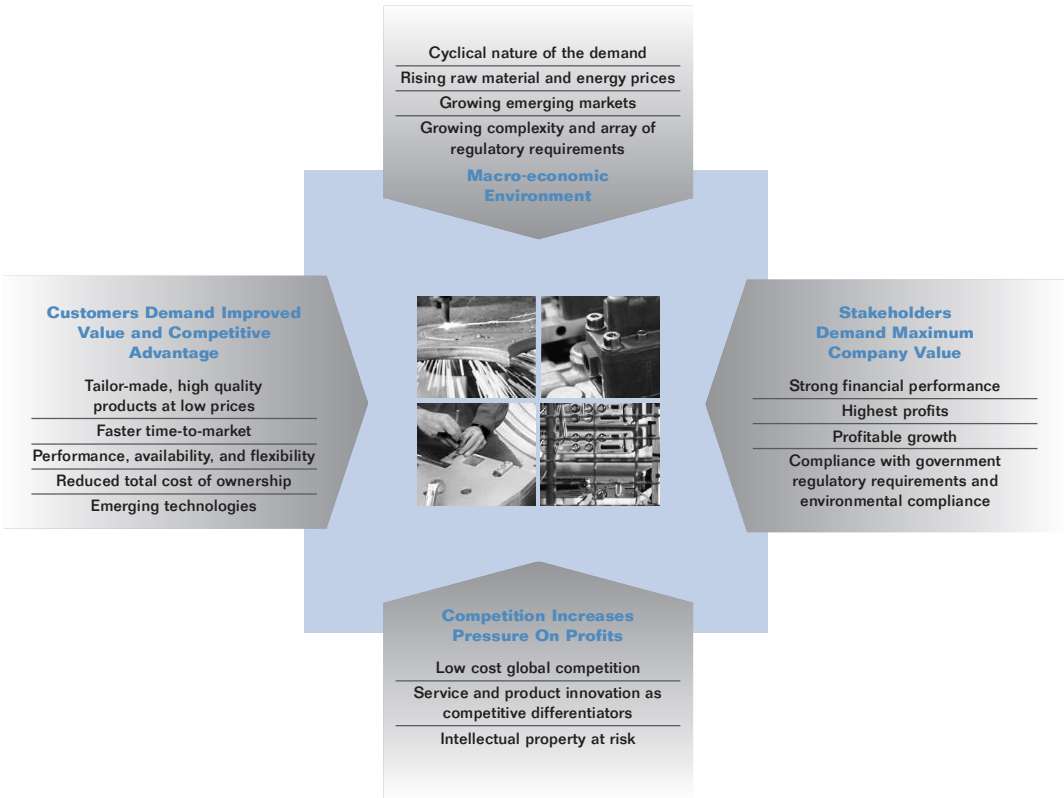 Cyclical nature of the demand
Rising raw material and energy prices
Growing emerging markets
Growing complexity and array of
regulatory requirements
Macro-economic
Environment
Customers Demand Improved
Value and Competitive
Advantage
Tailor-made, high quality
products at low prices
Faster time-to-market
Performance, availability, and flexibility
Reduced total cost of ownership
Emerging technologies
Stakeholders
Demand Maximum
Company Value
Strong financial performance
Highest profits
Profitable growth
Compliance with government
regulatory requirements and
environmental compliance
Competition Increases
Pressure On Profits
Low cost global competition
Service and product innovation as
competitive differentiators
Intellectual property at risk